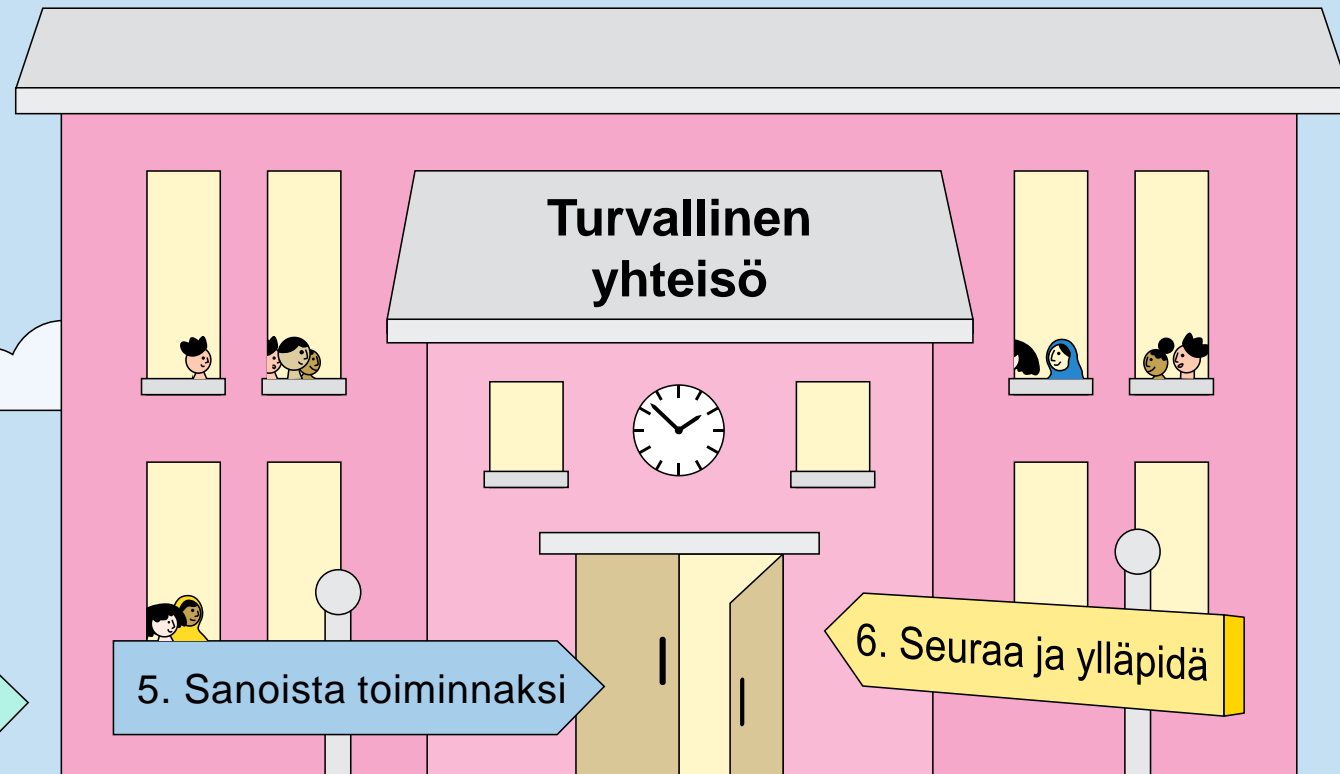 Turvallinen
yhteisö
5. Sanoista toiminnaksi
6. Seuraa ja ylläpidä